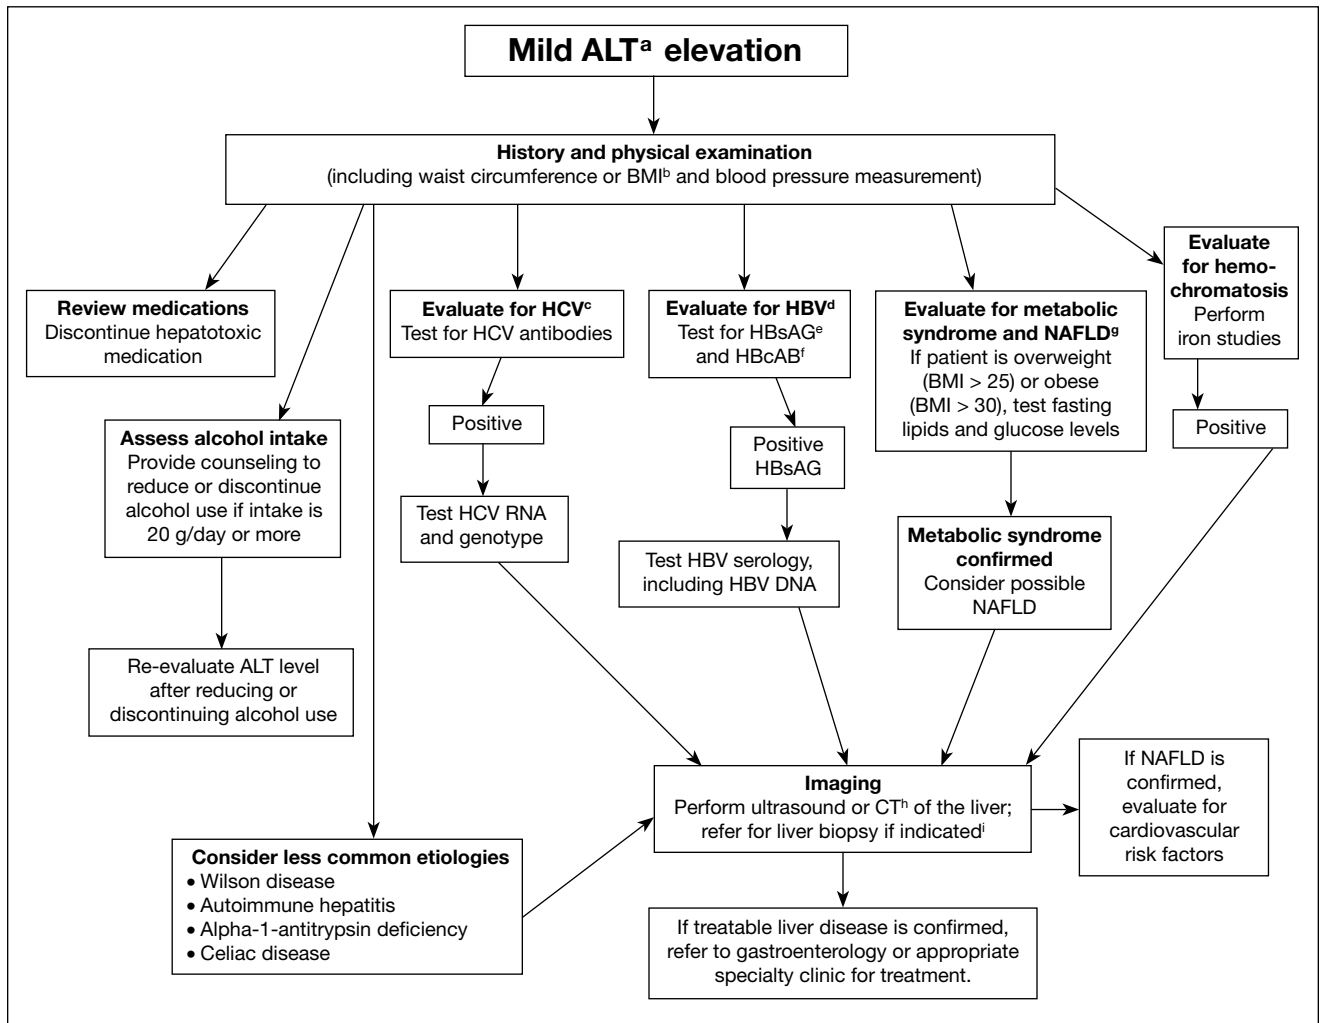 Mild ALTᵃ elevation
History and physical examination
(including waist circumference or BMIᵇ and blood pressure measurement)
Review medications
Discontinue hepatotoxic
medication
Assess alcohol intake
Provide counseling to
reduce or discontinue
alcohol use if intake is
20 g/day or more
Re-evaluate ALT level
after reducing or
discontinuing alcohol use
Consider less common etiologies
• Wilson disease
• Autoimmune hepatitis
• Alpha-1-antitrypsin deficiency
• Celiac disease
Evaluate for HCVᶜ
Test for HCV antibodies
Positive
Test HCV RNA
and genotype
Evaluate for HBVᵈ
Test for HBsAGᵉ
and HBcABᶠ
Positive
HBsAG
Test HBV serology,
including HBV DNA
Evaluate for metabolic
syndrome and NAFLDᵍ
If patient is overweight
(BMI > 25) or obese
(BMI > 30), test fasting
lipids and glucose levels
Metabolic syndrome
confirmed
Consider possible
NAFLD
Evaluate
for hemo-
chromatosis
Perform
iron studies
Positive
Imaging
Perform ultrasound or CTʰ of the liver;
refer for liver biopsy if indicatedⁱ
If NAFLD is
confirmed,
evaluate for
cardiovascular
risk factors
If treatable liver disease is confirmed,
refer to gastroenterology or appropriate
specialty clinic for treatment.